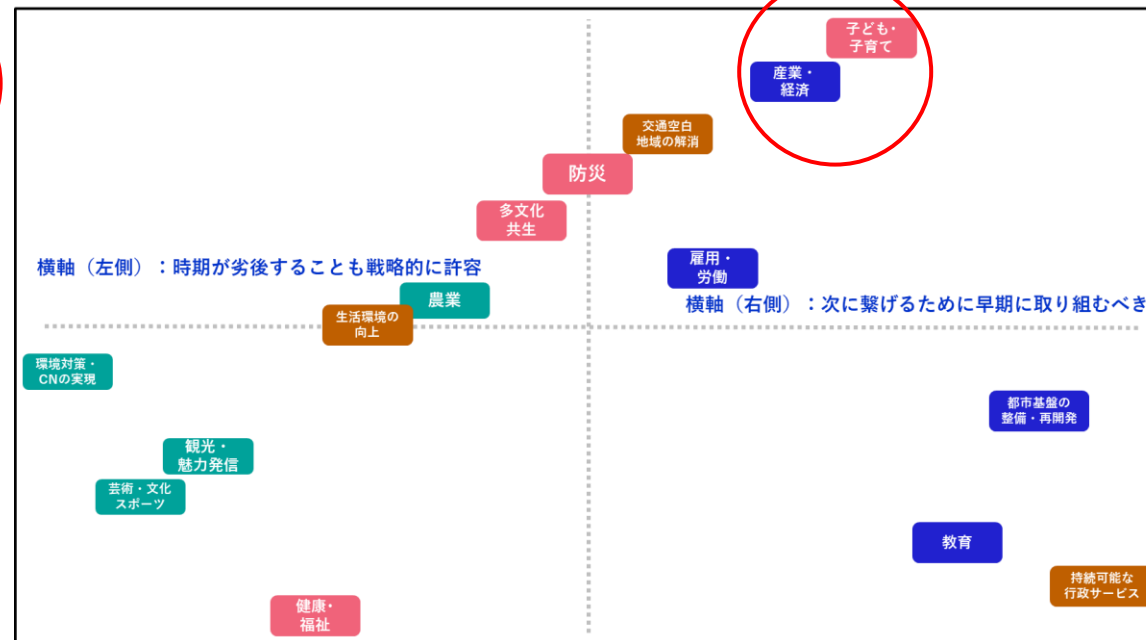 子ども・
子育て
産業・
経済
交通空白
地域の解消
防災
多文化
共生
横軸（左側）：時期が劣後することも戦略的に許容
雇用・
労働
農業
横軸（右側）：次に繋げるために早期に取り組むべき
生活環境の
向上
環境対策・
CNの実現
都市基盤の
整備・再開発
観光・
魅力発信
芸術・文化
スポーツ
教育
持続可能な
行政サービス
健康・
福祉